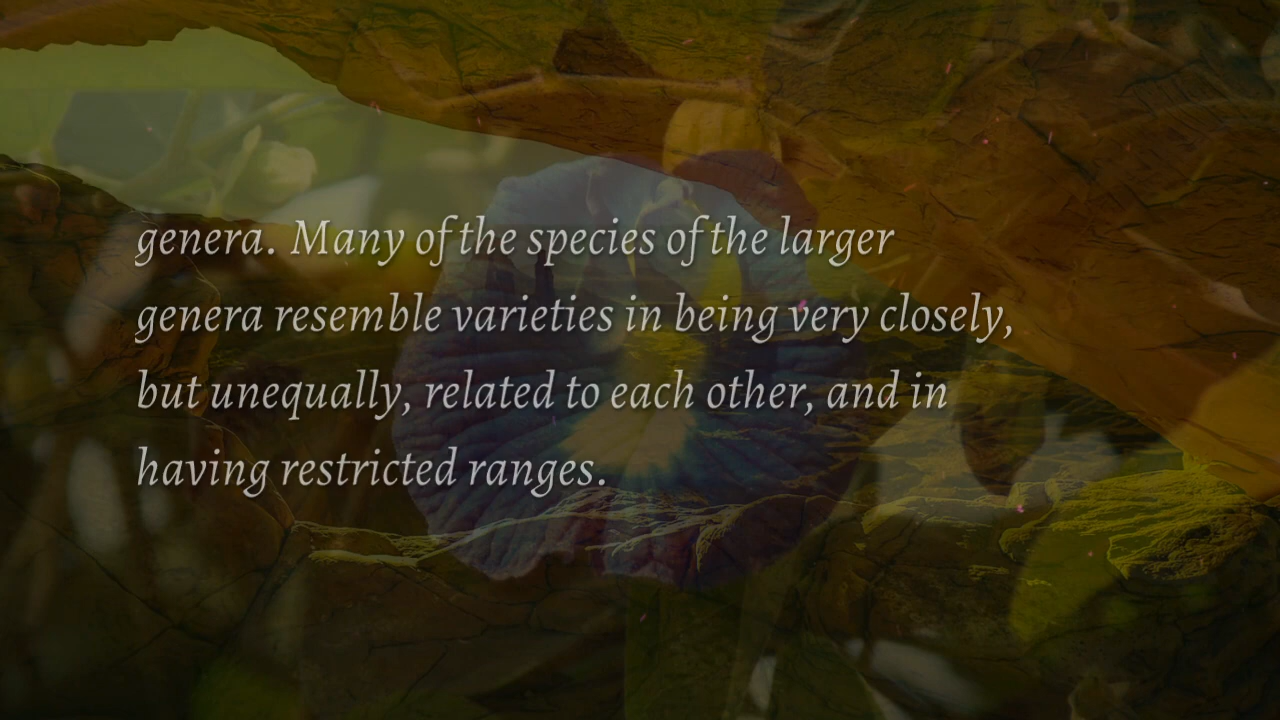 genera. Many of the species of the larger
genera resemble varieties in being very closely,
but unequally, related to each other, and in
having restricted ranges.